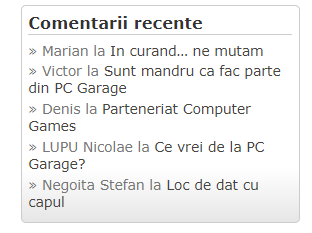 Comentarii recente
» Marian la In curand... ne mutam
» Victor la Sunt mandru ca fac parte
din PC Garage
» Denis la Parteneriat Computer
Games
» LUPU Nicolae la Ce vrei de la PC
Garage?
» Negoita Stefan la Loc de dat cu
capul